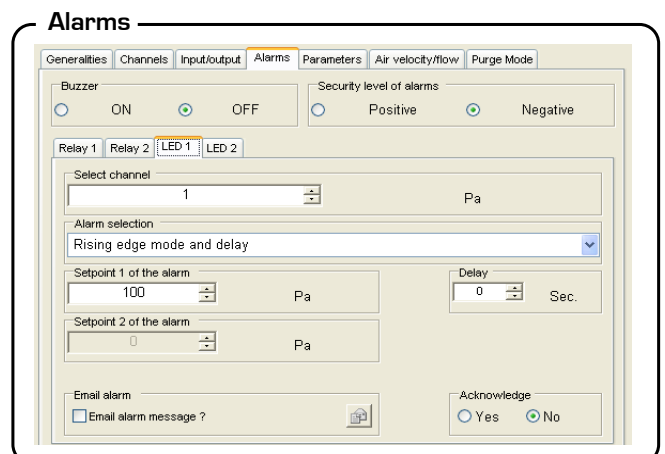 Alarms
Generalities Channels Input/output Alarms Parameters Air velocity/flow Purge Mode
Buzzer Security level of alarms
ON OFF Positive Negative
Relay 1 Relay 2 LED 1 LED 2
Select channel
1 Pa
Alarm selection
Rising edge mode and delay
Setpoint 1 of the alarm Delay
100 Pa 0 Sec.
Setpoint 2 of the alarm
0 Pa
Email alarm Acknowledge
Email alarm message ? Yes No